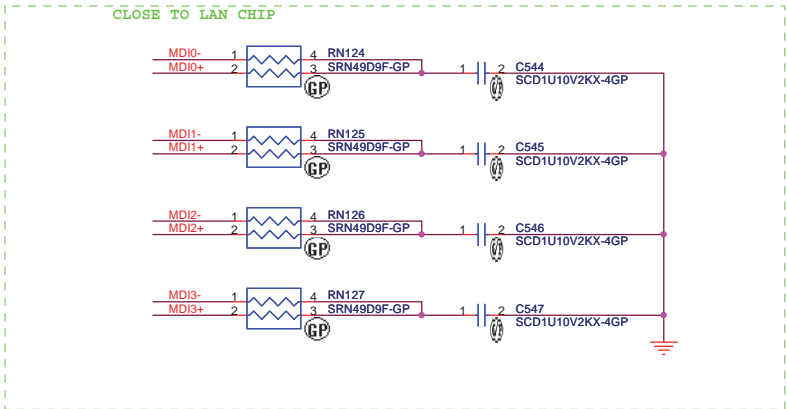 CLOSE TO LAN CHIP
MDI0- 1 4 RN124
MDI0+ 2 3 SRN49D9F-GP 1 2 C544
GP SCD1U10V2KX-4GP
MDI1- 1 4 RN125
MDI1+ 2 3 SRN49D9F-GP 1 2 C545
GP SCD1U10V2KX-4GP
MDI2- 1 4 RN126
MDI2+ 2 3 SRN49D9F-GP 1 2 C546
GP SCD1U10V2KX-4GP
MDI3- 1 4 RN127
MDI3+ 2 3 SRN49D9F-GP 1 2 C547
GP SCD1U10V2KX-4GP